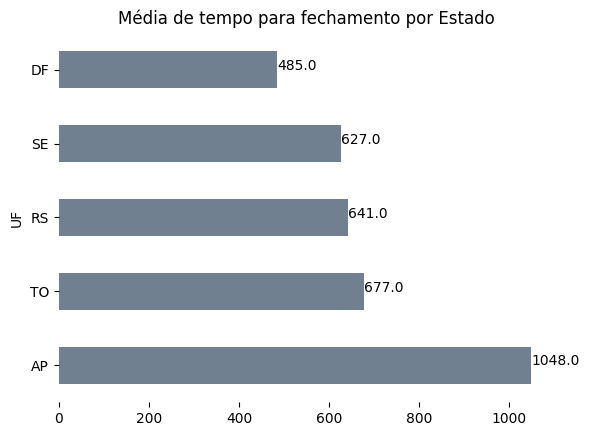 Média de tempo para fechamento por Estado
DF
485.0
SE
627.0
UF
RS
641.0
TO
677.0
AP
1048.0
0 200 400 600 800 1000